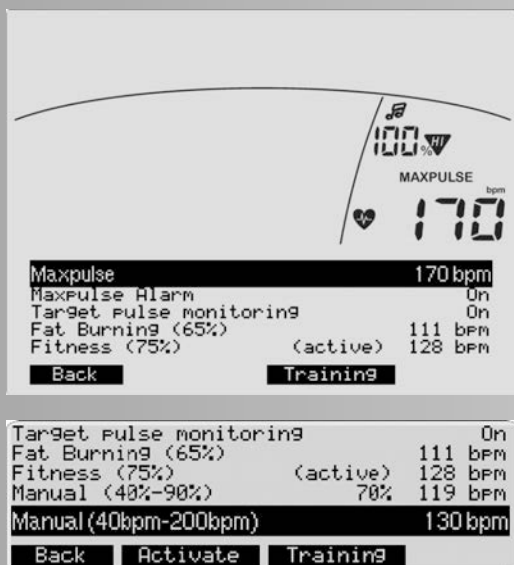 100% HI
MAXPULSE
bpm
170
Maxpulse 170 bpm
Maxpulse Alarm On
Target pulse monitoring On
Fat Burning (65%) 111 bpm
Fitness (75%) (active) 128 bpm
Back Training
Target pulse monitoring On
Fat Burning (65%) 111 bpm
Fitness (75%) (active) 128 bpm
Manual (40%-90%) 70% 119 bpm
Manual (40bpm-200bpm) 130 bpm
Back Activate Training